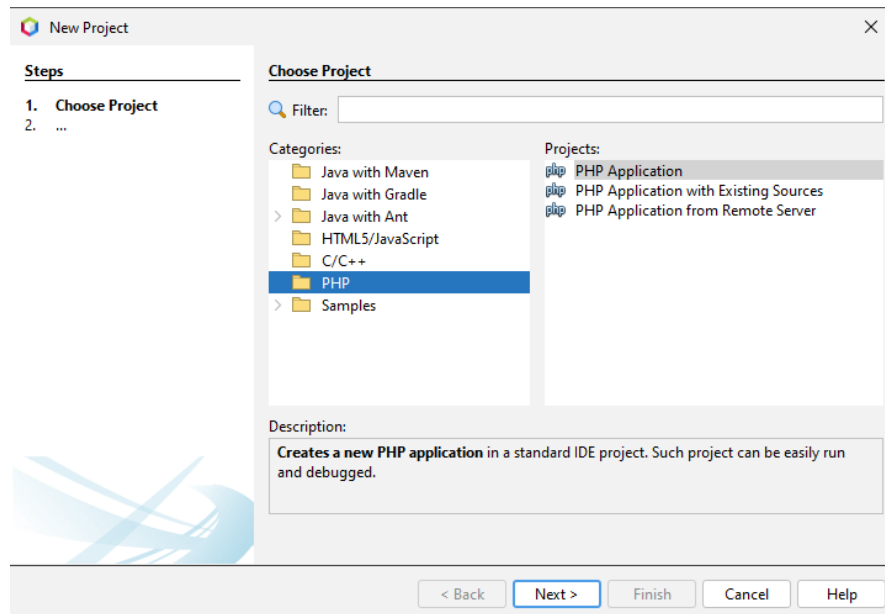 New Project
Steps
1. Choose Project
2. ...
Choose Project
Filter:
Categories:
Java with Maven
Java with Gradle
Java with Ant
HTML5/JavaScript
C/C++
PHP
Samples
Projects:
php PHP Application
php PHP Application with Existing Sources
php PHP Application from Remote Server
Description:
Creates a new PHP application in a standard IDE project. Such project can be easily run
and debugged.
< Back Next > Finish Cancel Help